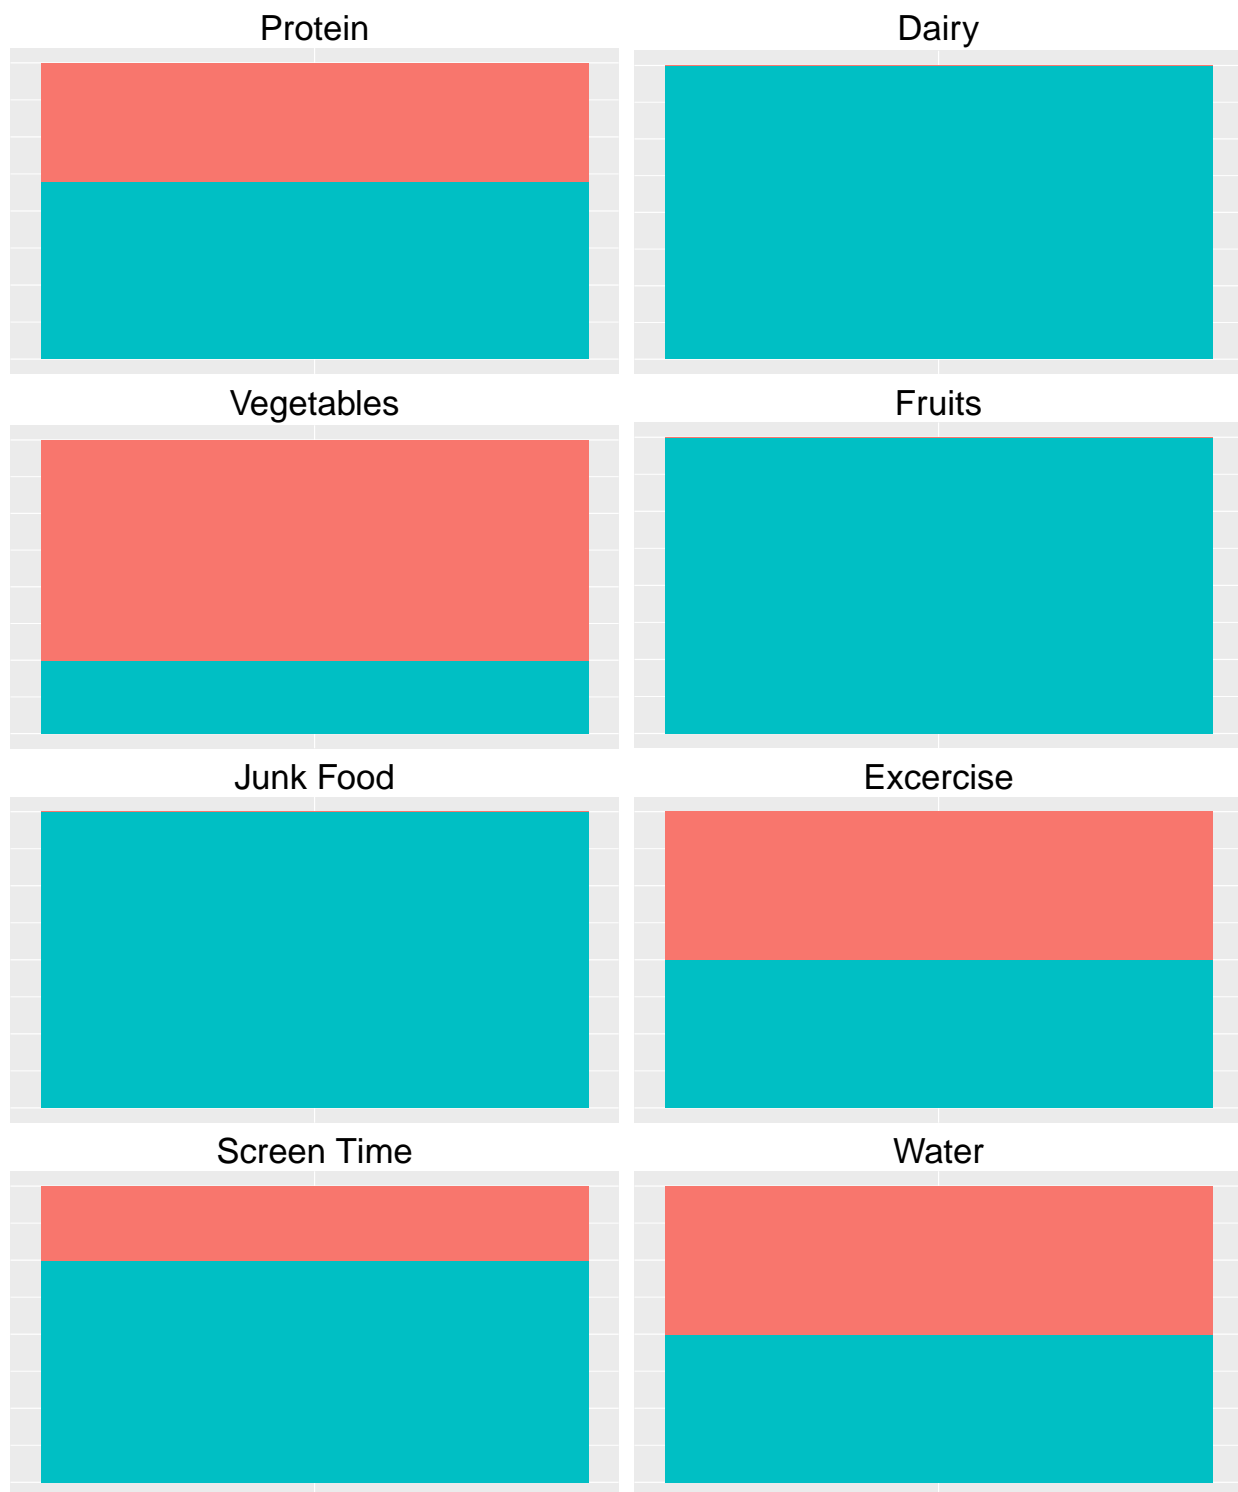 Protein
Dairy
Vegetables
Fruits
Junk Food
Excercise
Screen Time
Water